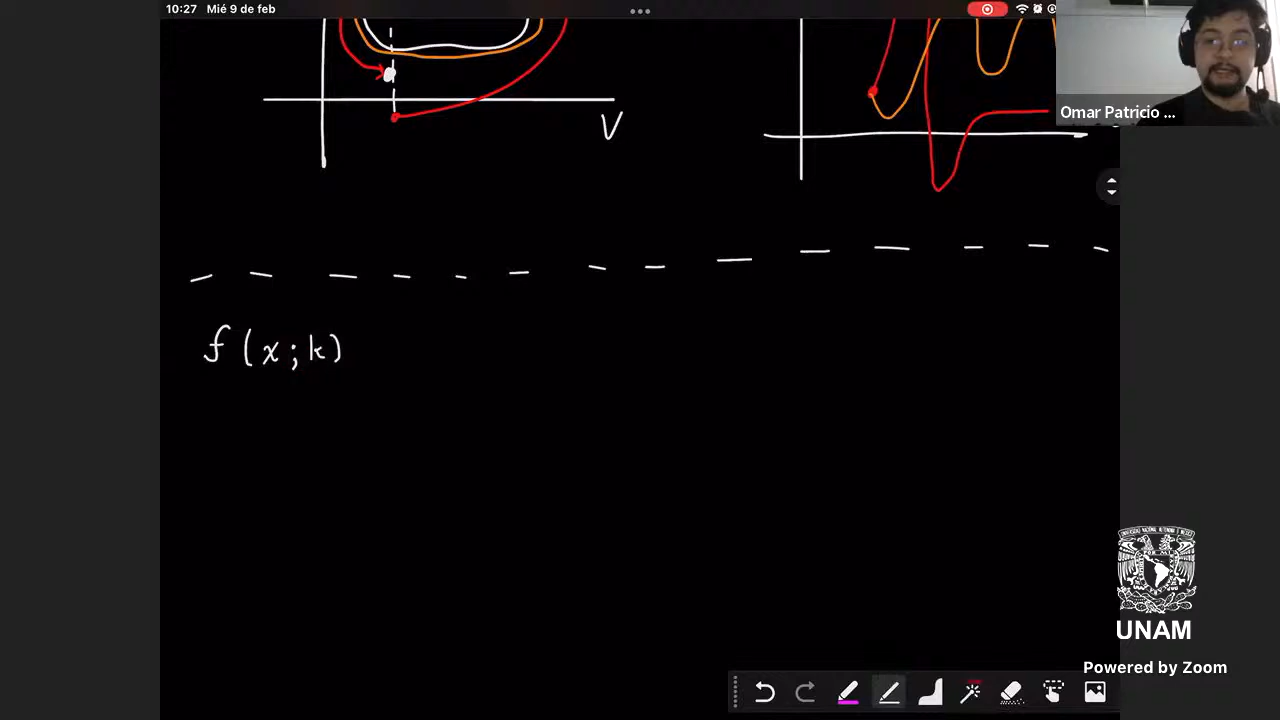 10:27 Mié 9 de feb
V
Omar Patricio ...
f(x;k)
UNAM
Powered by Zoom